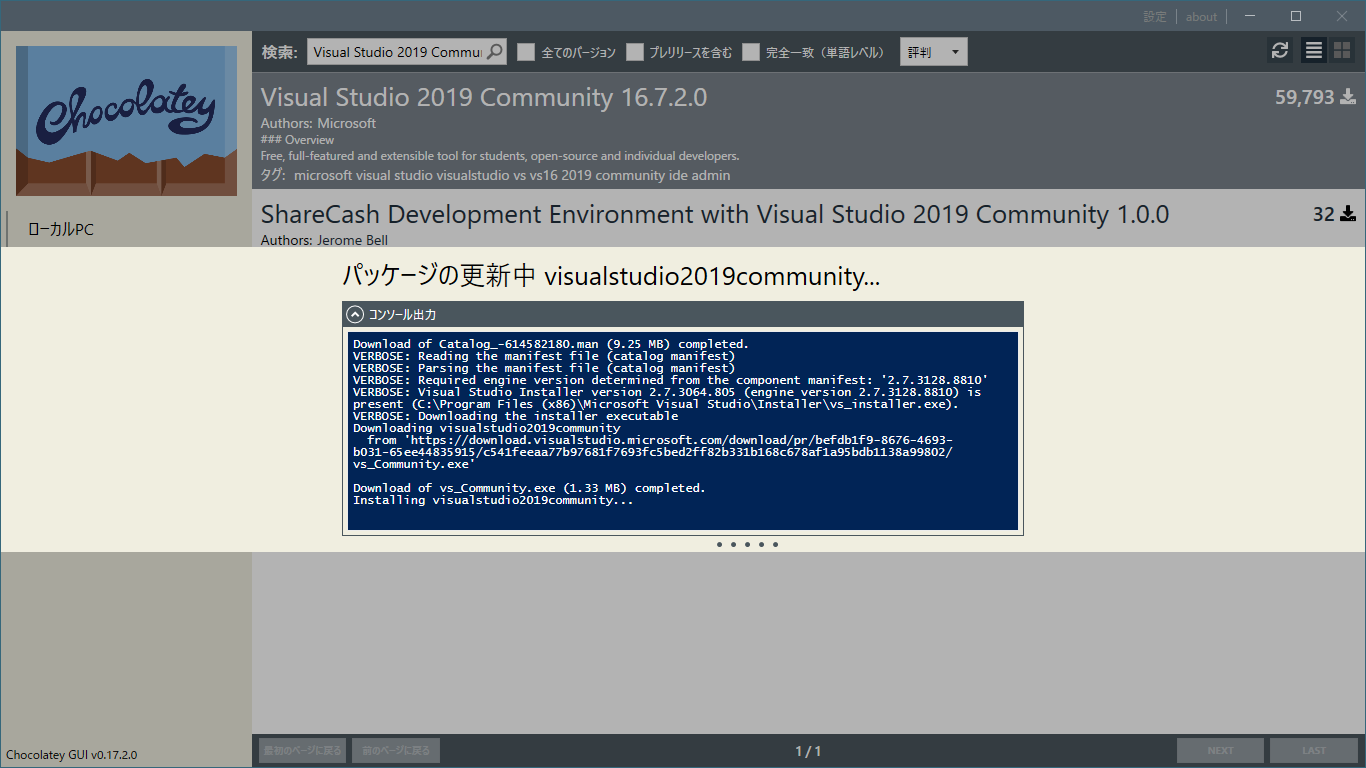 設定 about
Chocolatey
検索: Visual Studio 2019 Commu 全てのバージョン プレリリースを含む 完全一致（単語レベル） 評判
Visual Studio 2019 Community 16.7.2.0 59,793
Authors: Microsoft
### Overview
Free, full-featured and extensible tool for students, open-source and individual developers.
タグ: microsoft visual studio visualstudio vs vs16 2019 community ide admin
ShareCash Development Environment with Visual Studio 2019 Community 1.0.0 32
Authors: Jerome Bell
ローカルPC
パッケージの更新中 visualstudio2019community...
コンソール出力
Download of Catalog_-614582180.man (9.25 MB) completed.
VERBOSE: Reading the manifest file (catalog manifest)
VERBOSE: Parsing the manifest file (catalog manifest)
VERBOSE: Required engine version determined from the component manifest: '2.7.3128.8810'
VERBOSE: Visual Studio Installer version 2.7.3064.805 (engine version 2.7.3128.8810) is
present (C:\Program Files (x86)\Microsoft Visual Studio\Installer\vs_installer.exe).
VERBOSE: Downloading the installer executable
Downloading visualstudio2019community
from 'https://download.visualstudio.microsoft.com/download/pr/befdb1f9-8676-4693-
b031-65ee44835915/c541feeaa77b97681f7693fc5bed2ff82b331b168c678af1a95bdb1138a99802/
vs_Community.exe'
Download of vs_Community.exe (1.33 MB) completed.
Installing visualstudio2019community...
Chocolatey GUI v0.17.2.0
最初のページに戻る 前のページに戻る 1 / 1 NEXT LAST